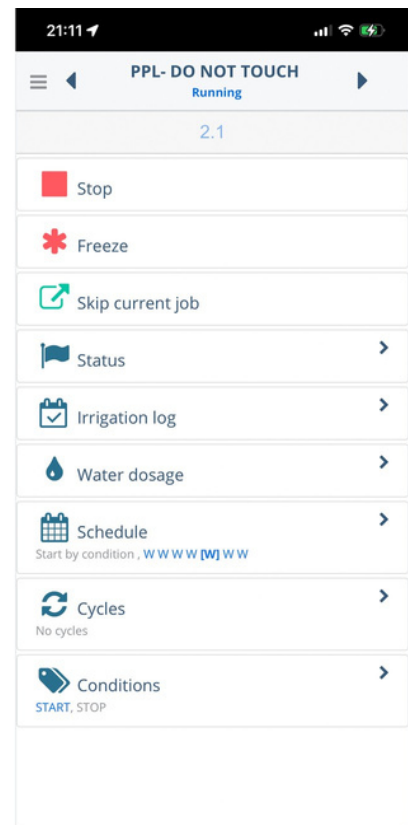 21:11
PPL- DO NOT TOUCH
Running
2.1
Stop
Freeze
Skip current job
Status
Irrigation log
Water dosage
Schedule
Start by condition , W W W W [W] W W
Cycles
No cycles
Conditions
START, STOP